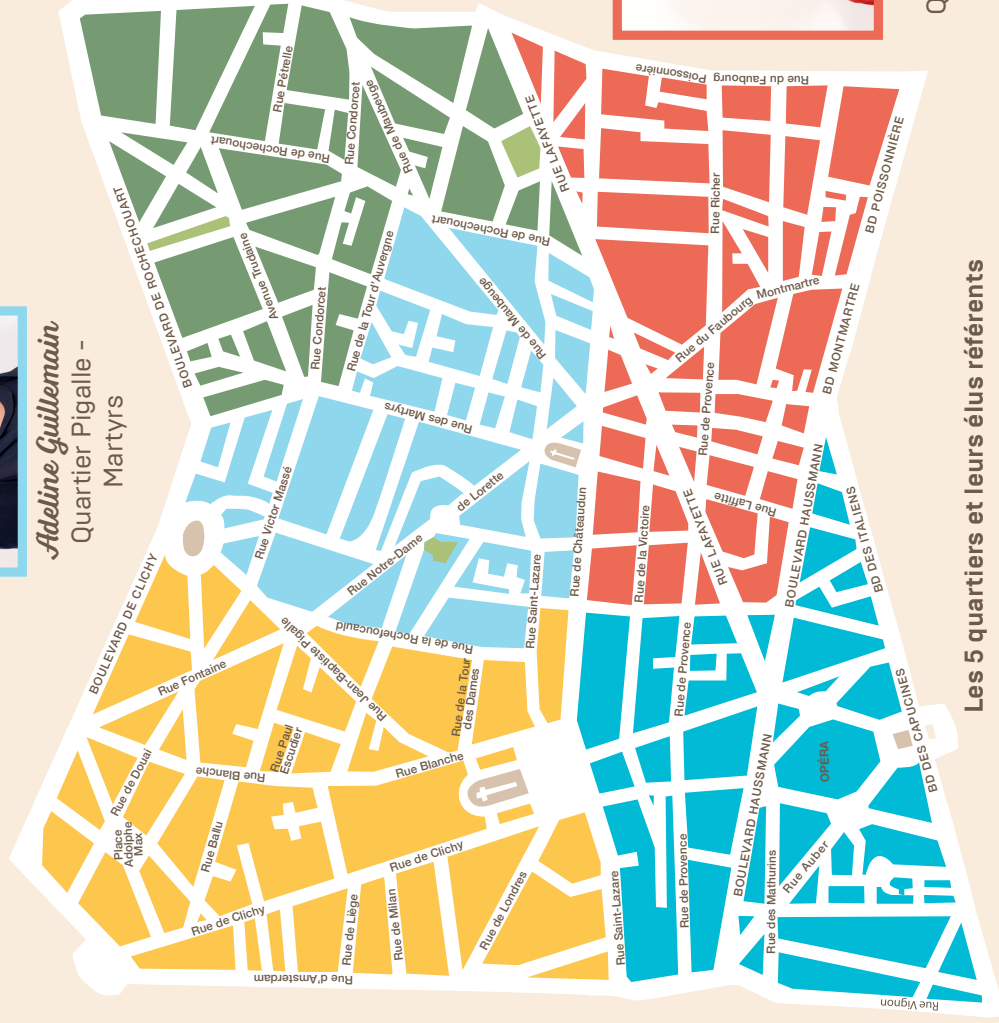 Adeline Guillemain
Quartier Pigalle -
Martyrs
Q
Les 5 quartiers et leurs élus référents
BOULEVARD DE ROCHECHOUART
BOULEVARD DE CLICHY
Rue Pétrelle
Rue Condorcet
Rue de Maubeuge
Rue de Rochechouart
RUE LAFAYETTE
Rue du Faubourg Poissonnière
BD POISSONNIÈRE
Rue Richer
Avenue Trudaine
Rue Condorcet
Rue de la Tour d'Auvergne
Rue de Rochechouart
Rue de Maubeuge
Rue du Faubourg Montmartre
BD MONTMARTRE
Rue de Provence
Rue des Martyrs
Rue Victor Massé
Rue Notre-Dame de Lorette
Rue de Châteaudun
Rue de la Victoire
RUE LAFAYETTE
Rue Laffitte
BOULEVARD HAUSSMANN
BD DES ITALIENS
Rue Saint-Lazare
Rue de la Rochefoucauld
Rue Jean-Baptiste Pigalle
Rue Fontaine
Rue de la Tour
des Dames
Rue Paul
Escudier
Rue Blanche
Rue Blanche
Rue de Douai
Place
Adolphe
Max
Rue Ballu
Rue de Clichy
Rue de Clichy
Rue de Liège
Rue de Milan
Rue de Londres
Rue d'Amsterdam
Rue Saint-Lazare
Rue de Provence
Rue de Provence
BOULEVARD HAUSSMANN
OPÉRA
BD DES CAPUCINES
Rue Auber
Rue des Mathurins
Rue Vignon